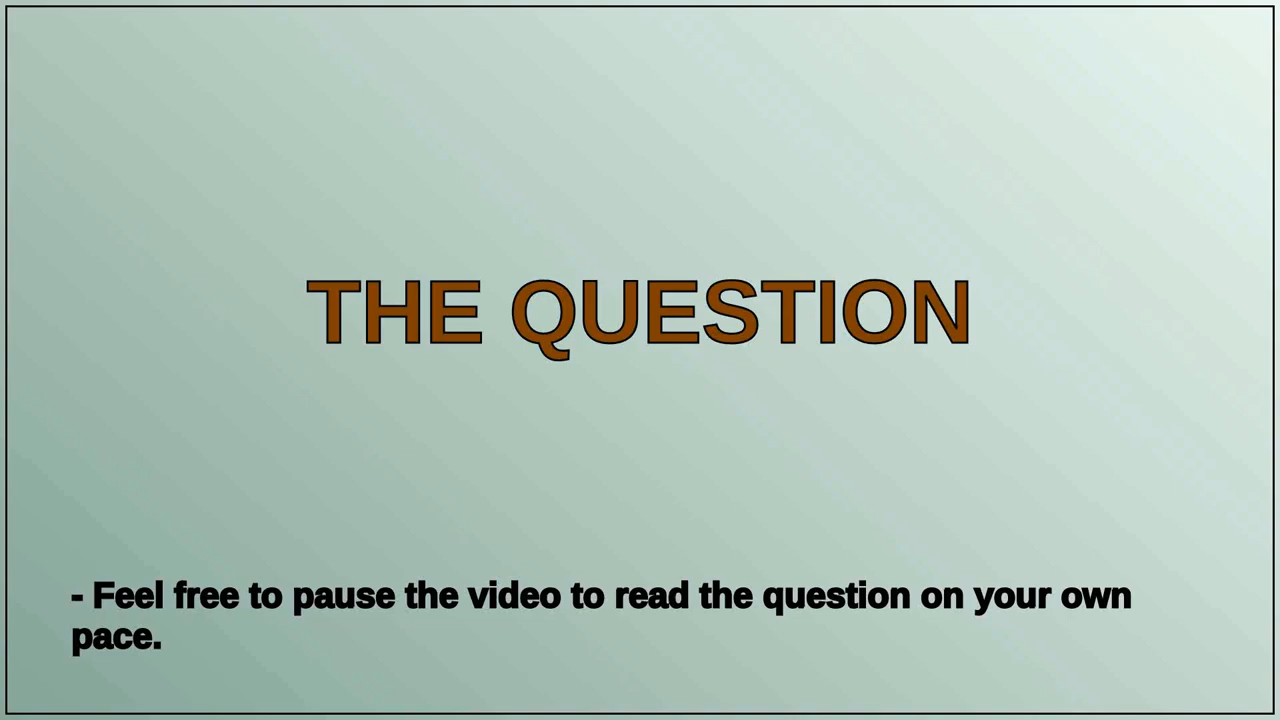 THE QUESTION
- Feel free to pause the video to read the question on your own
pace.